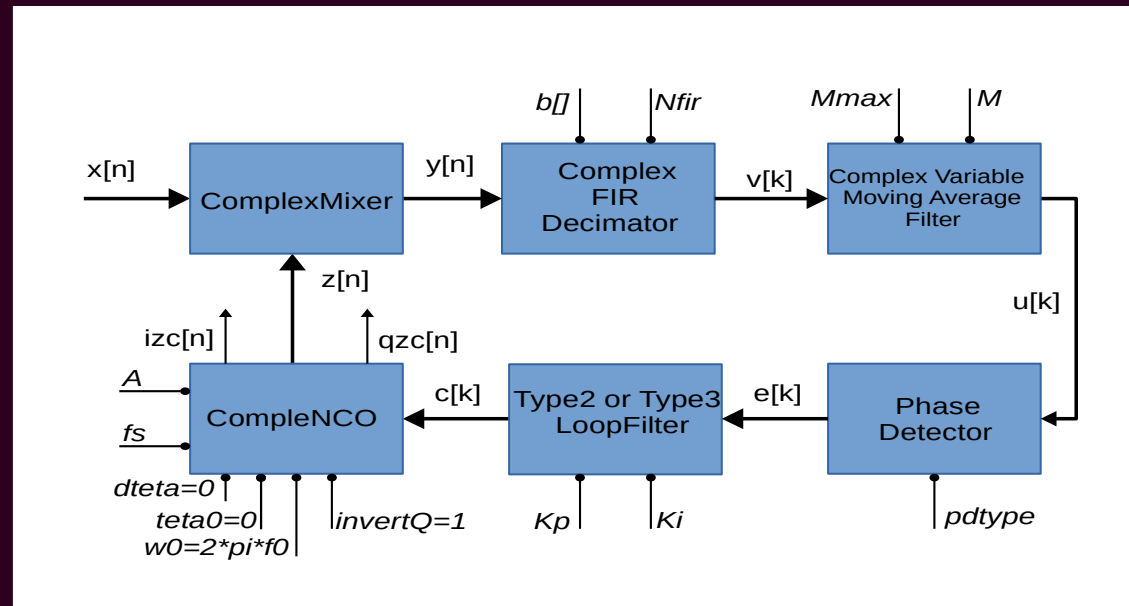 b[]
Nfir
Mmax
M
x[n]
ComplexMixer
y[n]
Complex
FIR
Decimator
v[k]
Complex Variable
Moving Average
Filter
z[n]
u[k]
izc[n]
qzc[n]
A
fs
CompleNCO
c[k]
Type2 or Type3
LoopFilter
e[k]
Phase
Detector
dteta=0
teta0=0
w0=2*pi*f0
invertQ=1
Kp
Ki
pdtype